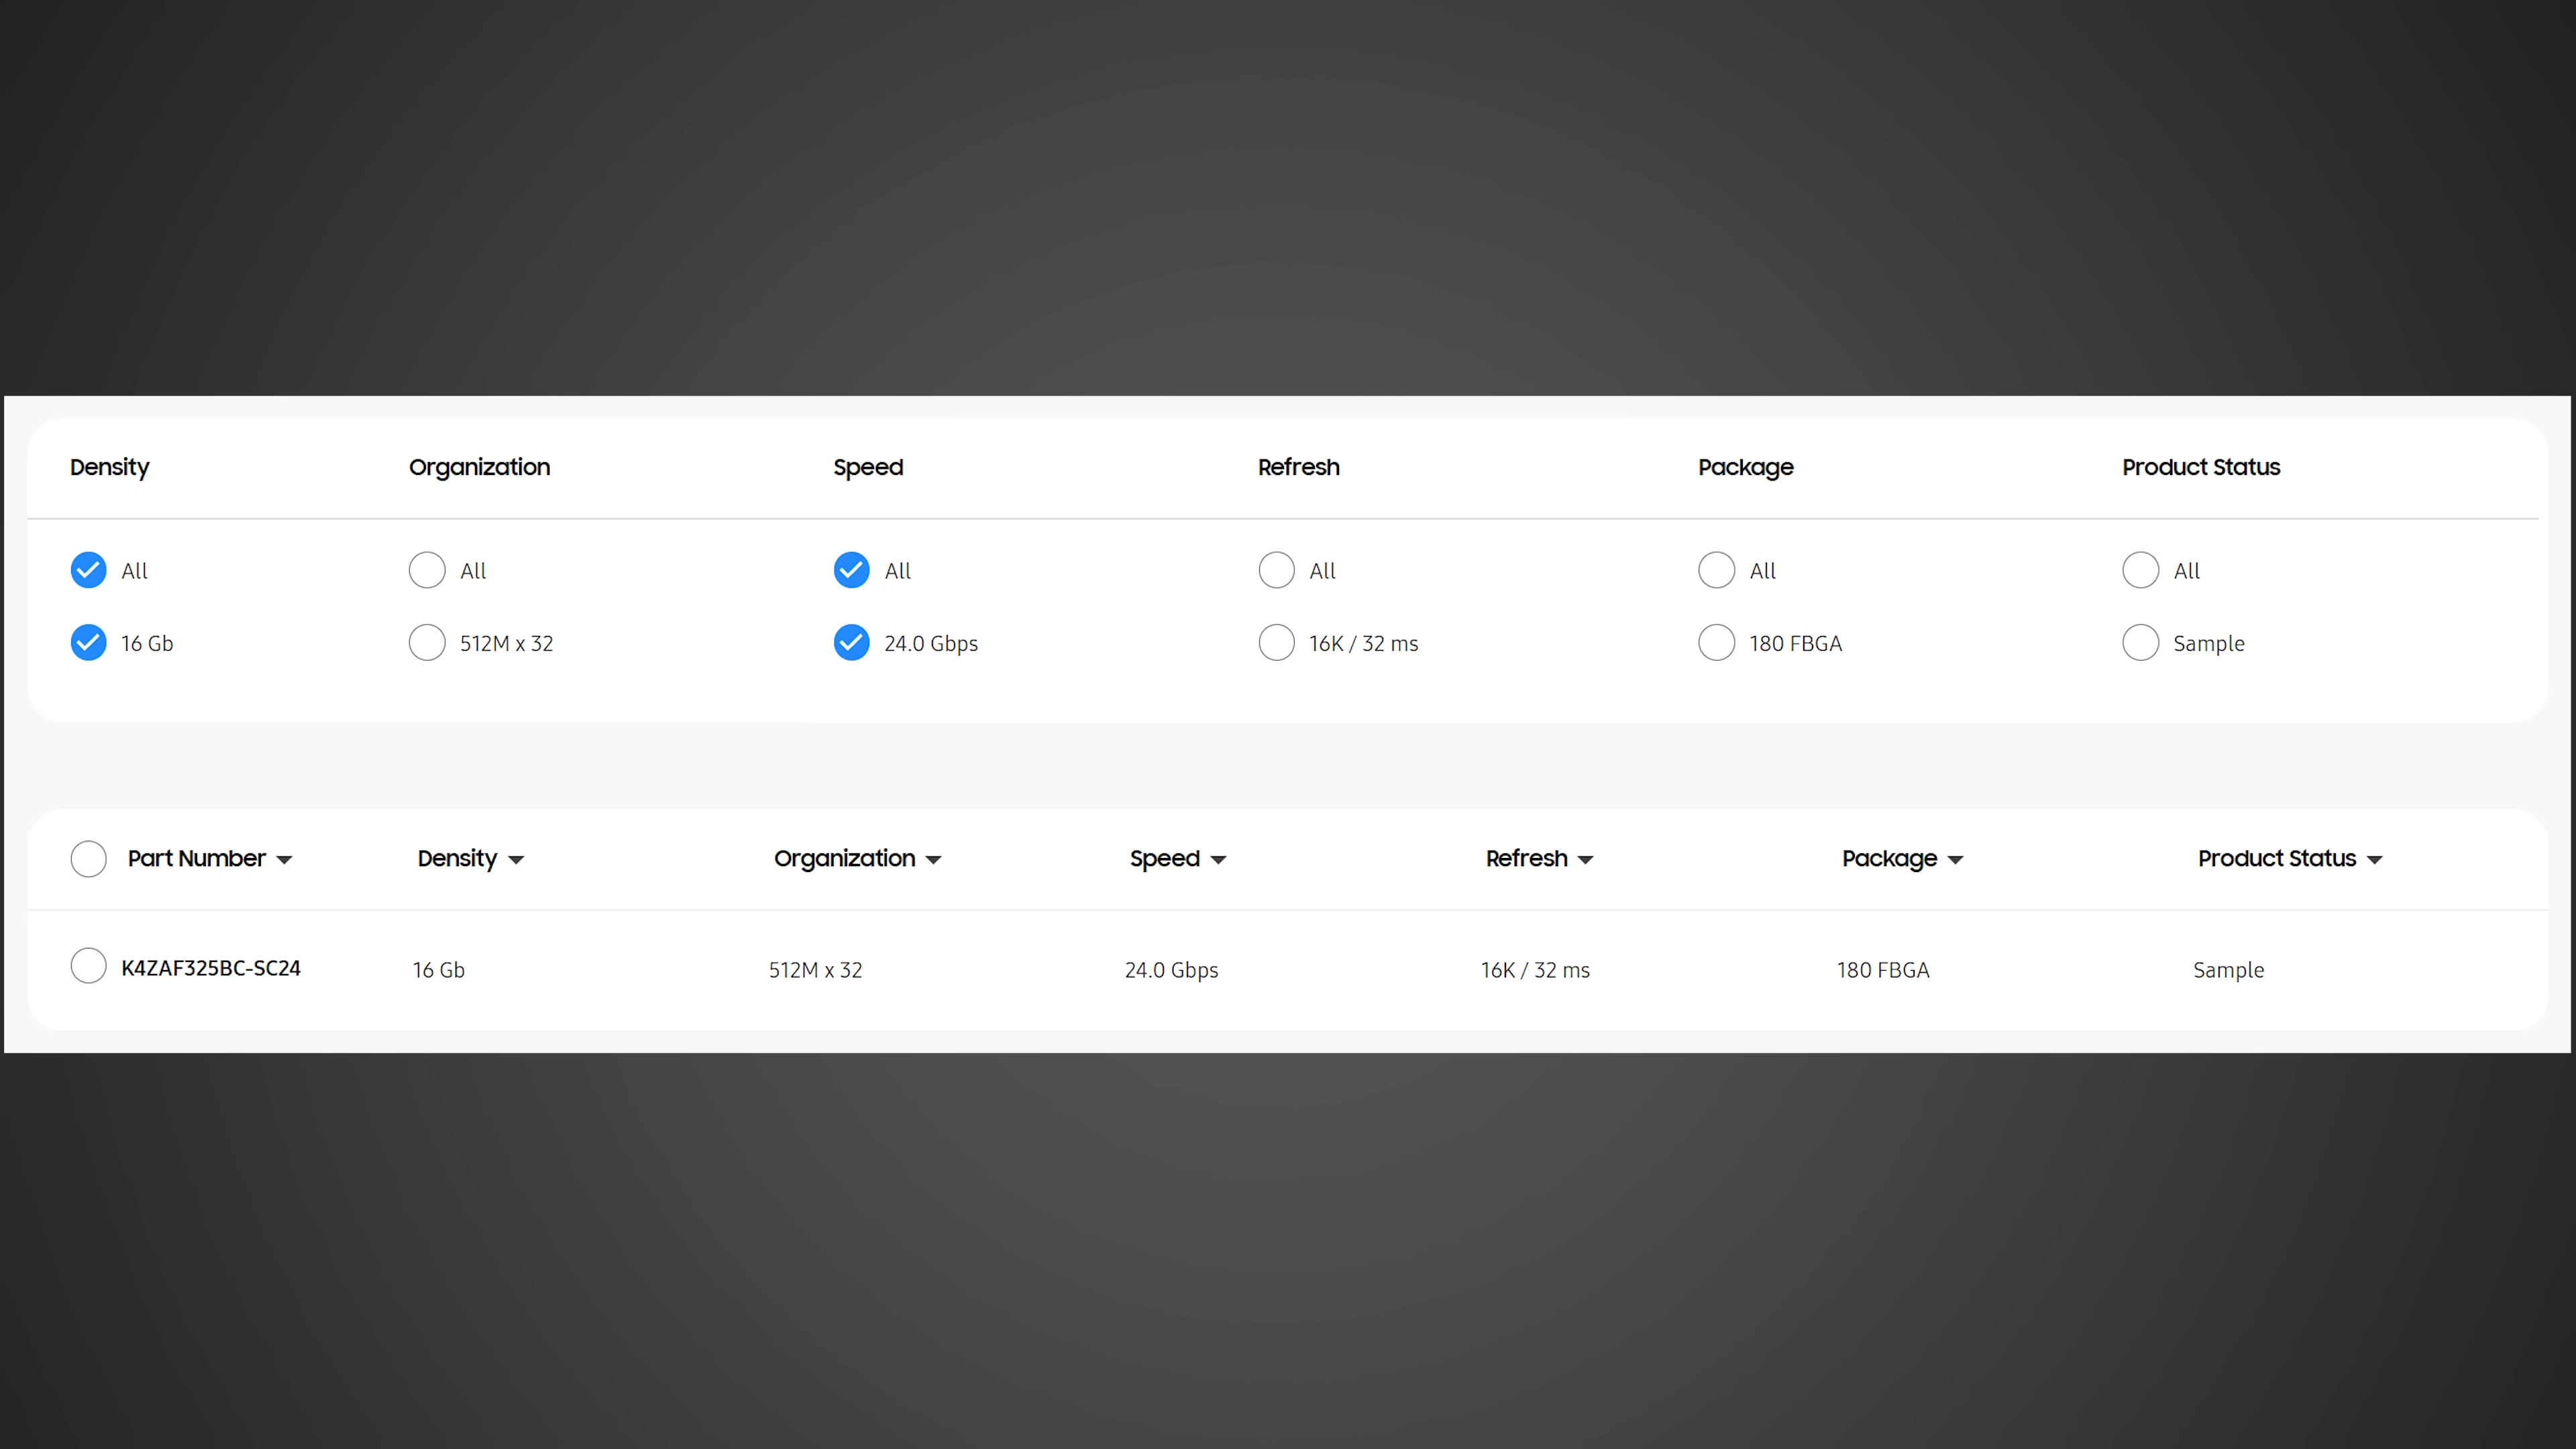 Density Organization Speed Refresh Package Product Status
All All All All All All
16 Gb 512M x 32 24.0 Gbps 16K / 32 ms 180 FBGA Sample
Part Number Density Organization Speed Refresh Package Product Status
K4ZAF325BC-SC24 16 Gb 512M x 32 24.0 Gbps 16K / 32 ms 180 FBGA Sample